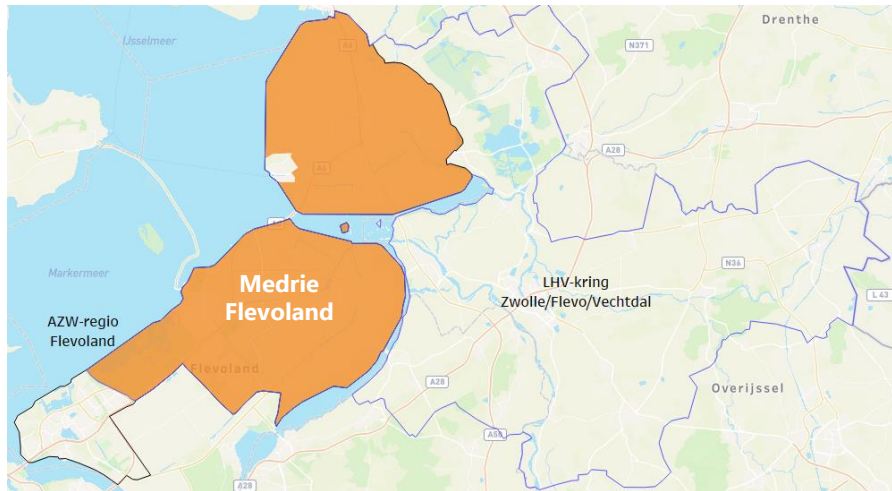 IJsselmeer
A6
N371
Drenthe
A28
A6
Markermeer
Medrie
Flevoland
LHV-kring
Zwolle/Flevo/Vechtdal
N36
L 43
AZW-regio
Flevoland
Flevoland
A28
Overijssel
A50
A28